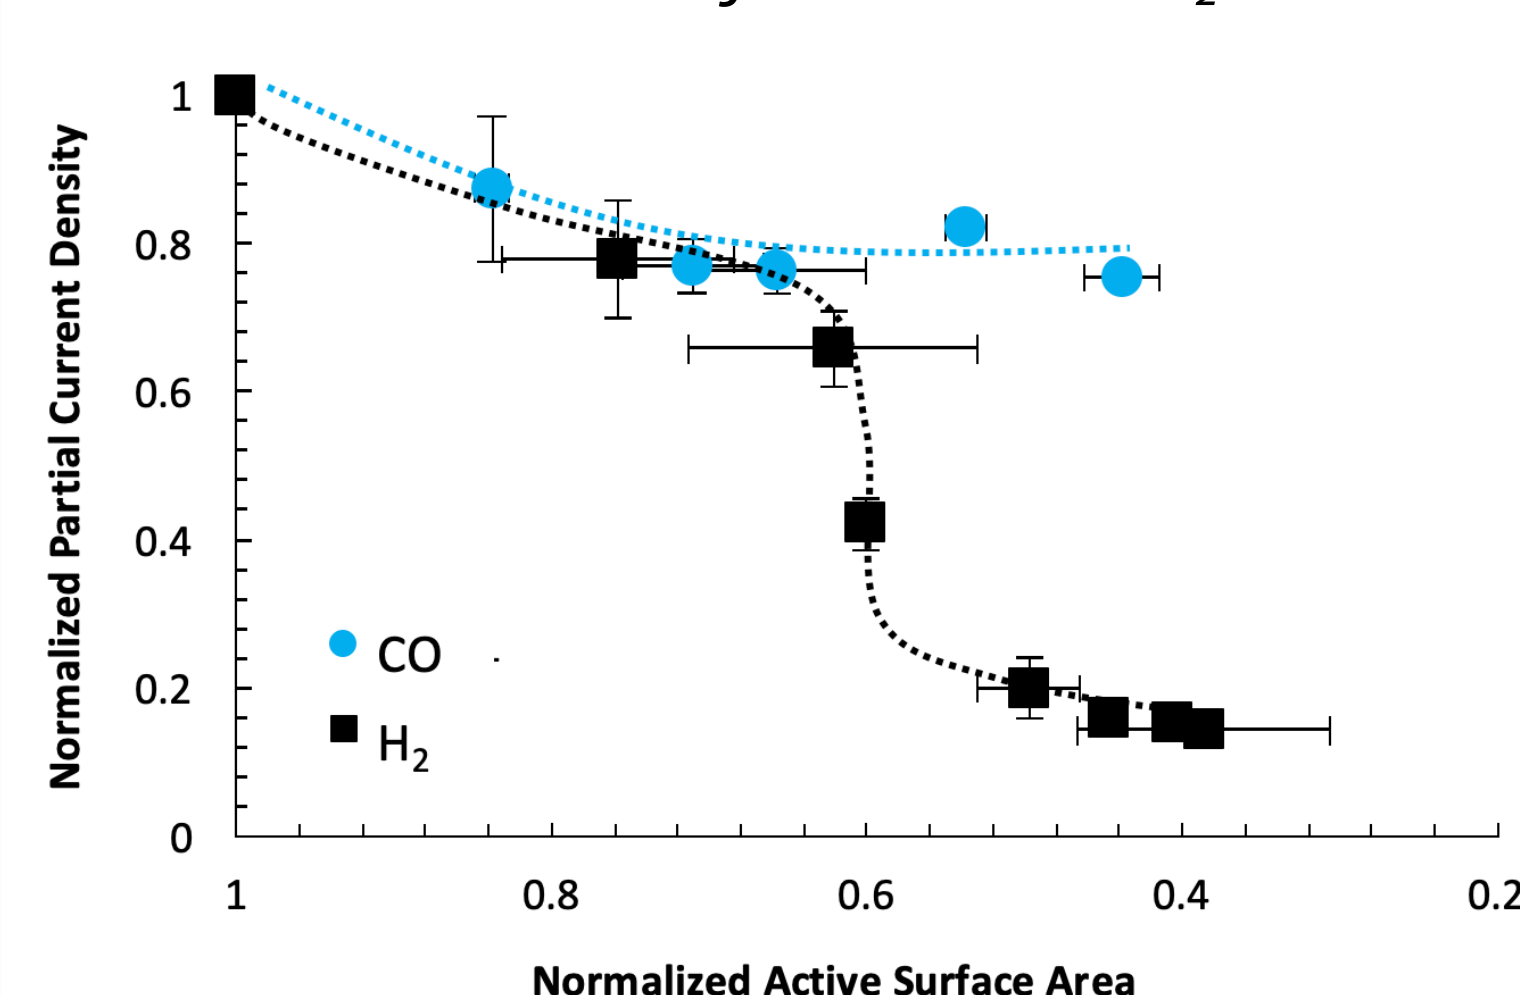 Normalized Partial Current Density
1
0.8
0.6
0.4
0.2
0
CO
H₂
1 0.8 0.6 0.4 0.2
Normalized Active Surface Area